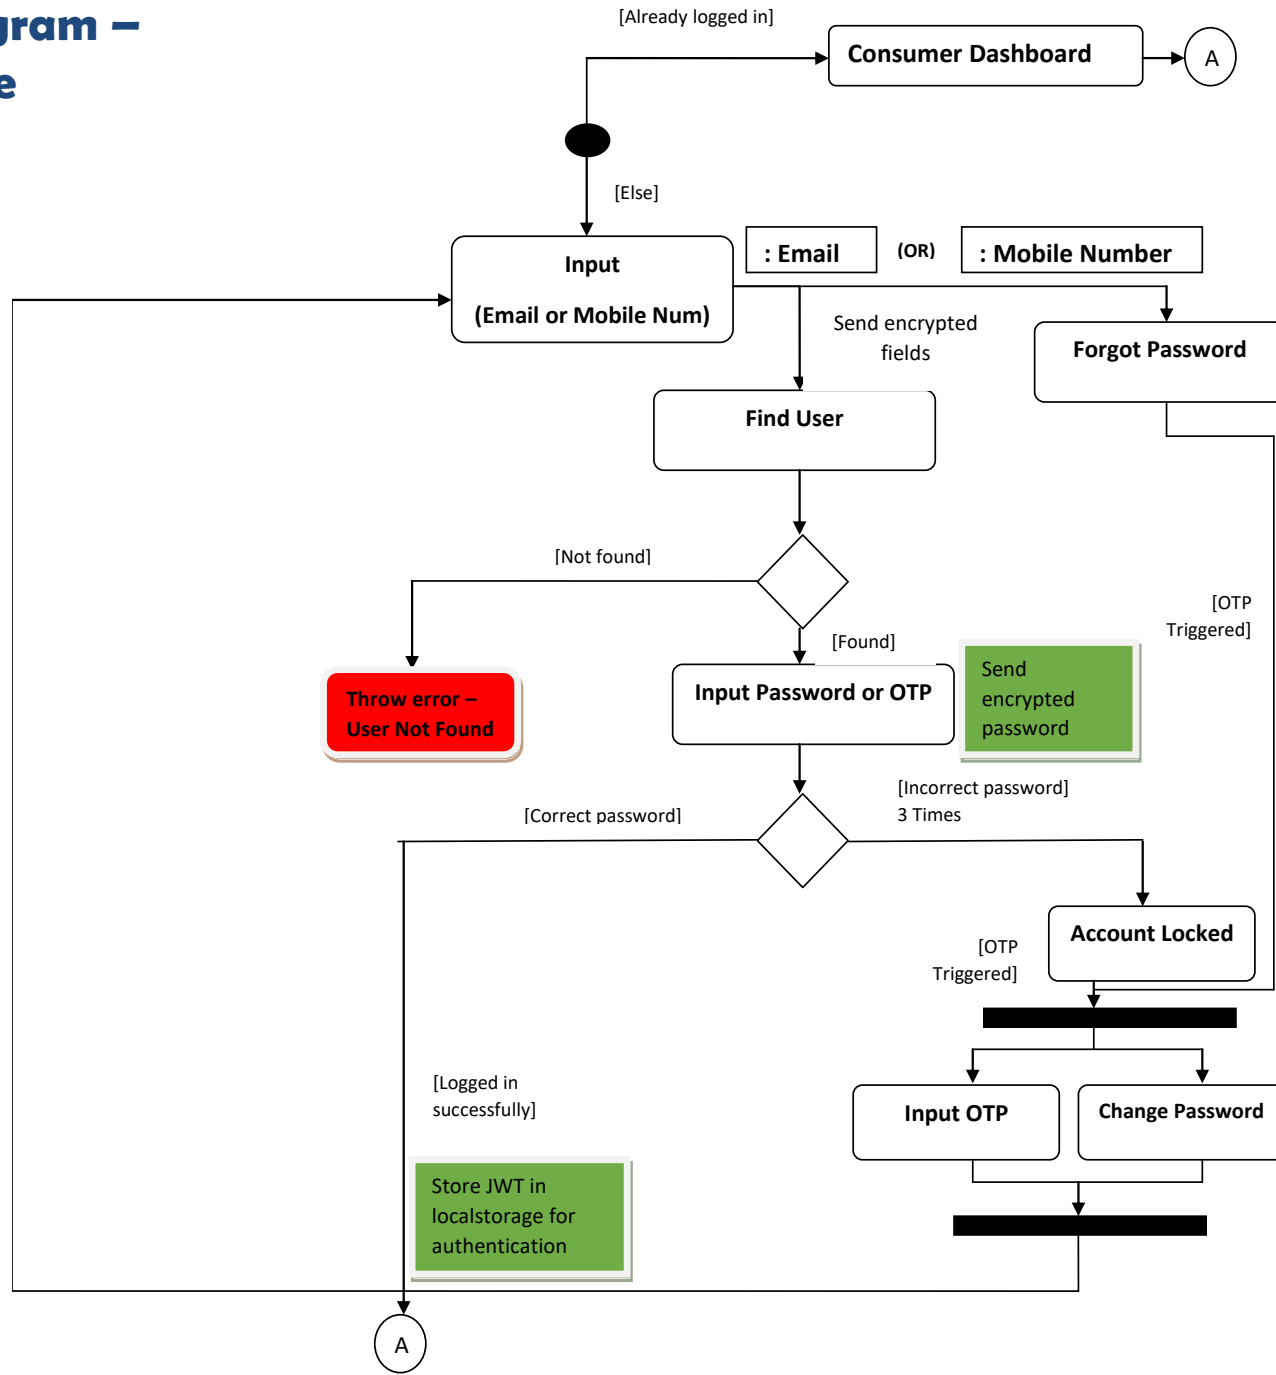 gram –
e
[Already logged in]
Consumer Dashboard
A
[Else]
Input
(Email or Mobile Num)
: Email
(OR)
: Mobile Number
Send encrypted
fields
Forgot Password
Find User
[Not found]
[OTP
Triggered]
[Found]
Throw error –
User Not Found
Input Password or OTP
Send
encrypted
password
[Correct password]
[Incorrect password]
3 Times
Account Locked
[OTP
Triggered]
[Logged in
successfully]
Input OTP
Change Password
Store JWT in
localstorage for
authentication
A